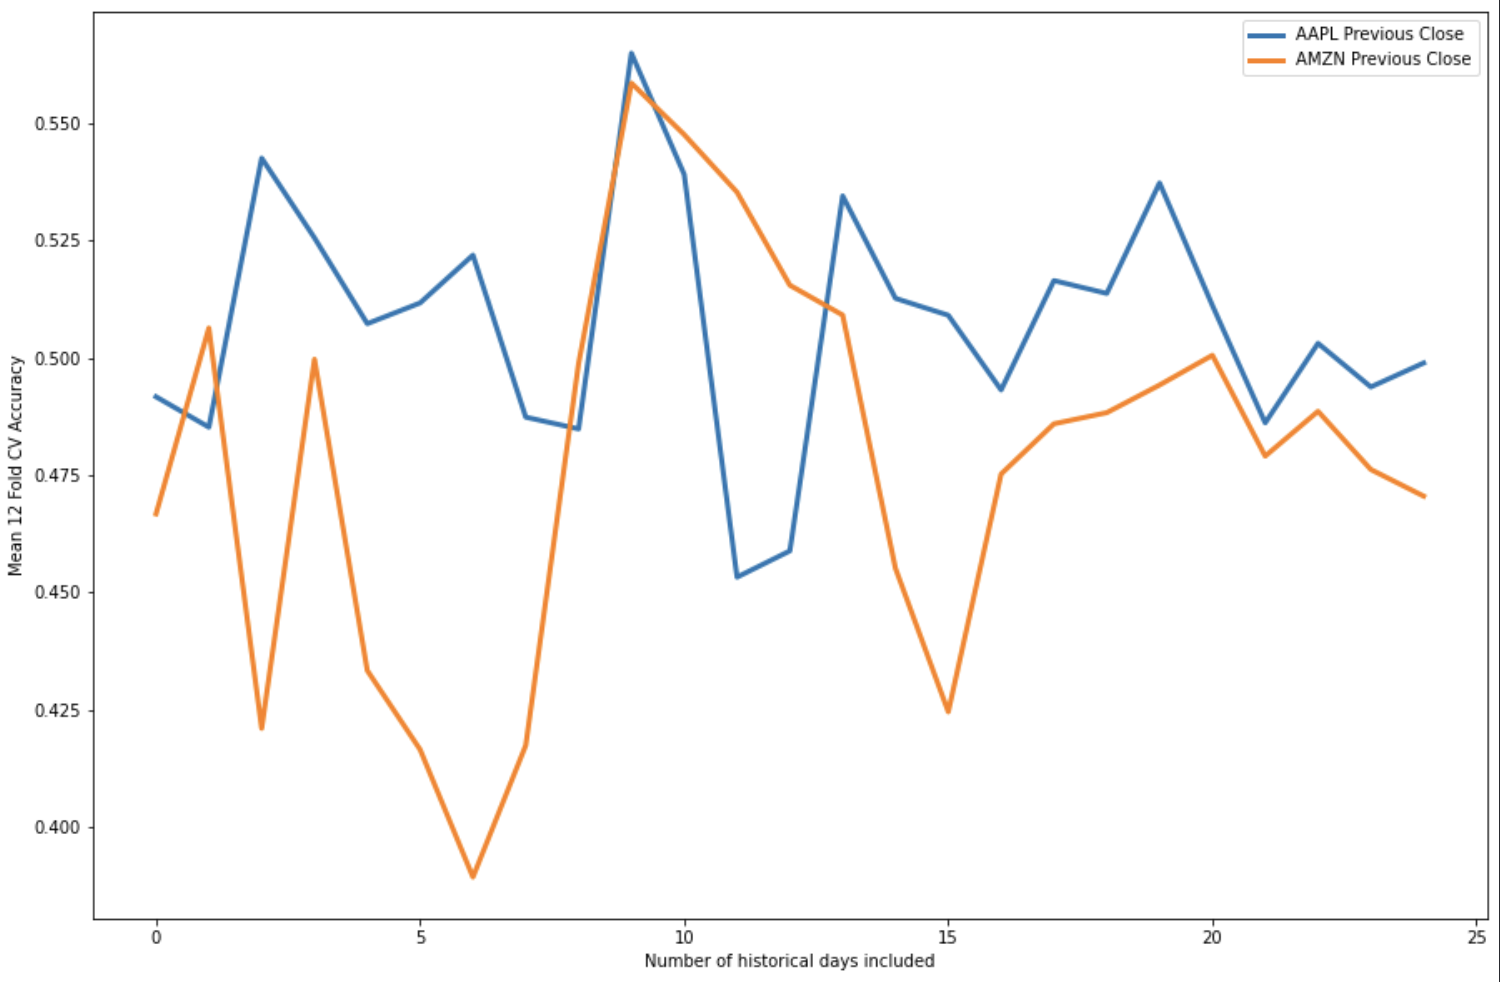 AAPL Previous Close
AMZN Previous Close
Mean 12 Fold CV Accuracy
0.550
0.525
0.500
0.475
0.450
0.425
0.400
0 5 10 15 20 25
Number of historical days included